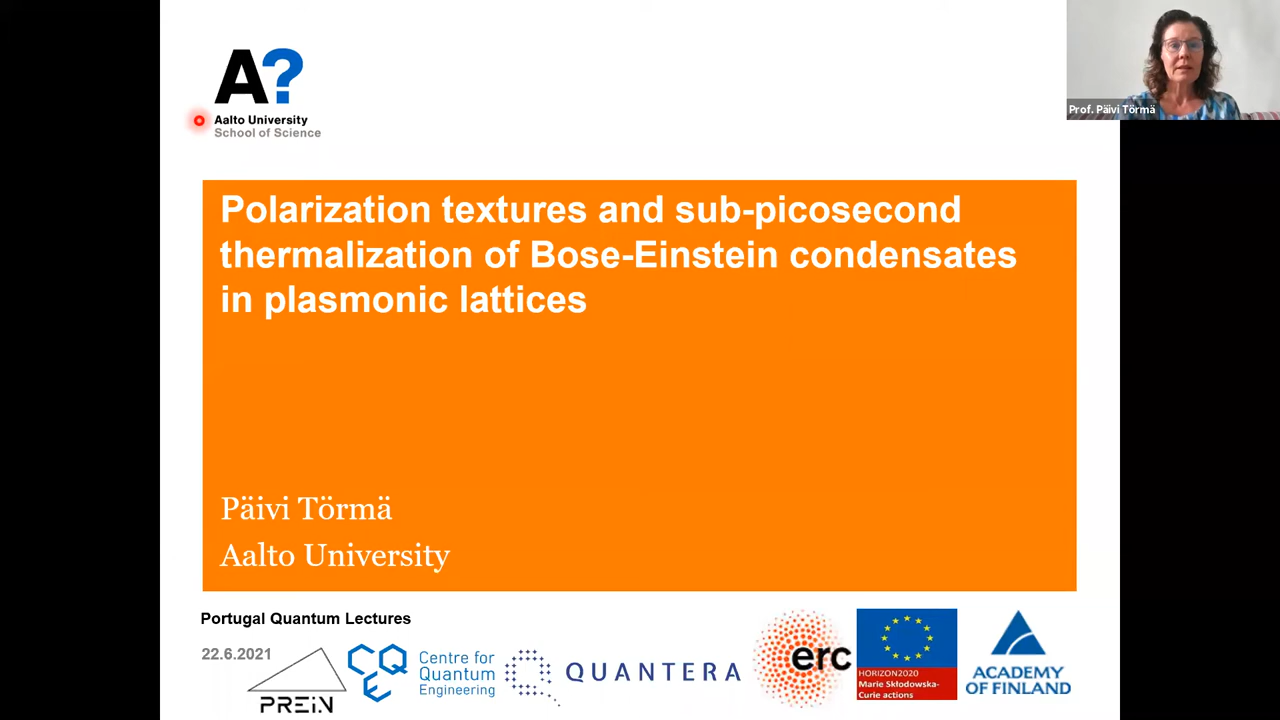 A?
Aalto University
School of Science
Prof. Päivi Törmä
Polarization textures and sub-picosecond
thermalization of Bose-Einstein condensates
in plasmonic lattices
Päivi Törmä
Aalto University
Portugal Quantum Lectures
22.6.2021
PREIN
CQE
Centre for
Quantum
Engineering
QUANTERA
erc
HORIZON2020
Marie Skłodowska-
Curie actions
ACADEMY
OF FINLAND